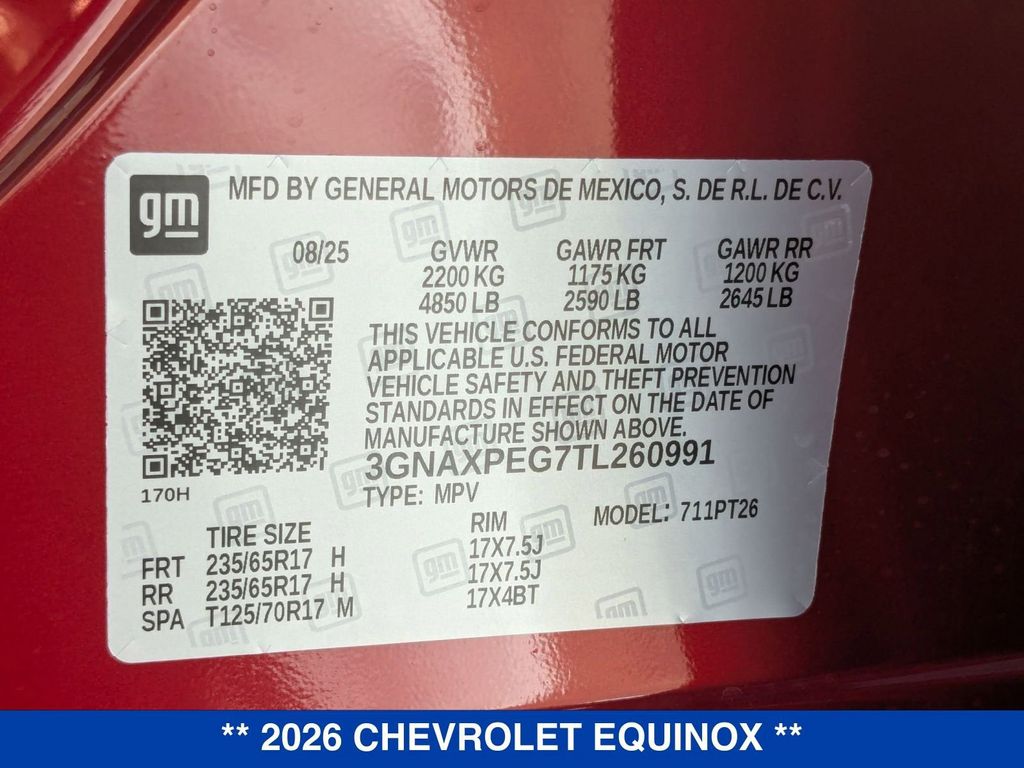 gm
MFD BY GENERAL MOTORS DE MEXICO, S. DE R.L. DE C.V.
08/25 GVWR GAWR FRT GAWR RR
2200 KG 1175 KG 1200 KG
4850 LB 2590 LB 2645 LB
THIS VEHICLE CONFORMS TO ALL
APPLICABLE U.S. FEDERAL MOTOR
VEHICLE SAFETY AND THEFT PREVENTION
STANDARDS IN EFFECT ON THE DATE OF
MANUFACTURE SHOWN ABOVE.
3GNAXPEG7TL260991
170H
TYPE: MPV MODEL: 711PT26
TIRE SIZE RIM
FRT 235/65R17 H 17X7.5J
RR 235/65R17 H 17X7.5J
SPA T125/70R17 M 17X4BT
** 2026 CHEVROLET EQUINOX **